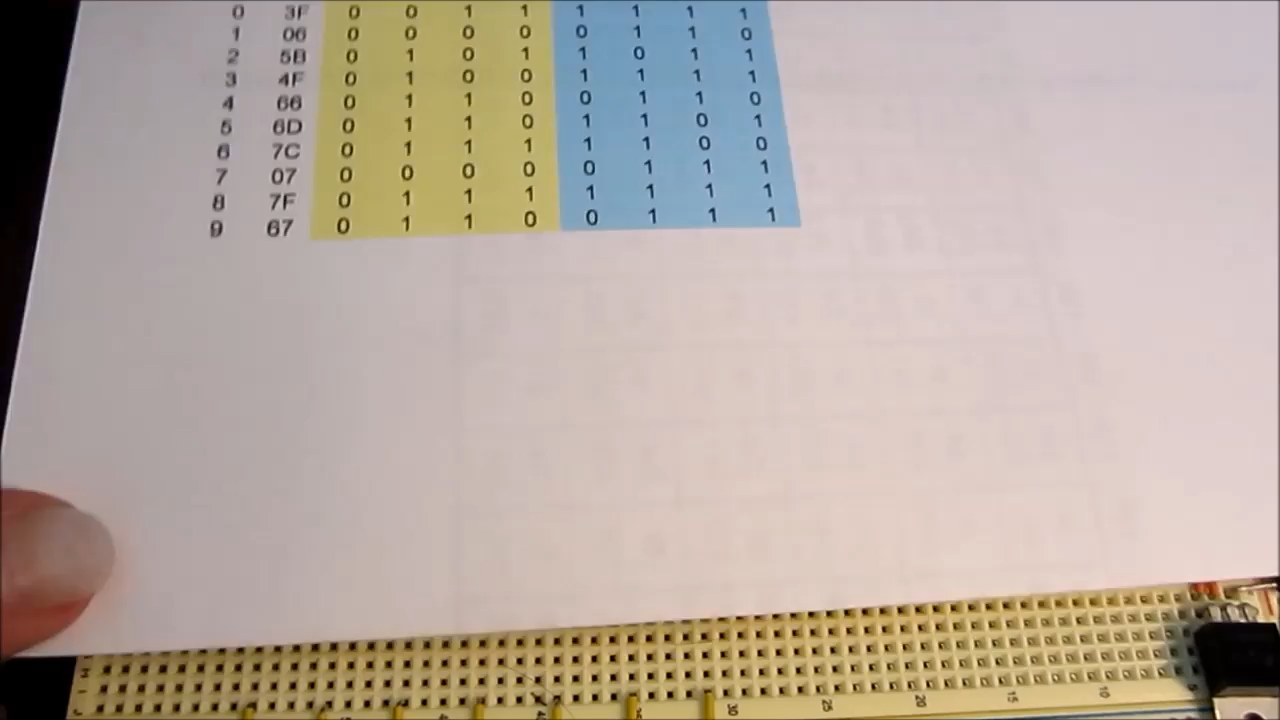 0 3F 0 0 1 1 1 1 1 1
1 06 0 0 0 0 0 1 1 0
2 5B 0 1 0 1 1 0 1 1
3 4F 0 1 0 0 1 1 1 1
4 66 0 1 1 0 0 1 1 0
5 6D 0 1 1 0 1 1 0 1
6 7C 0 1 1 1 1 1 0 0
7 07 0 0 0 0 0 1 1 1
8 7F 0 1 1 1 1 1 1 1
9 67 0 1 1 0 0 1 1 1
30 25 20 15 10